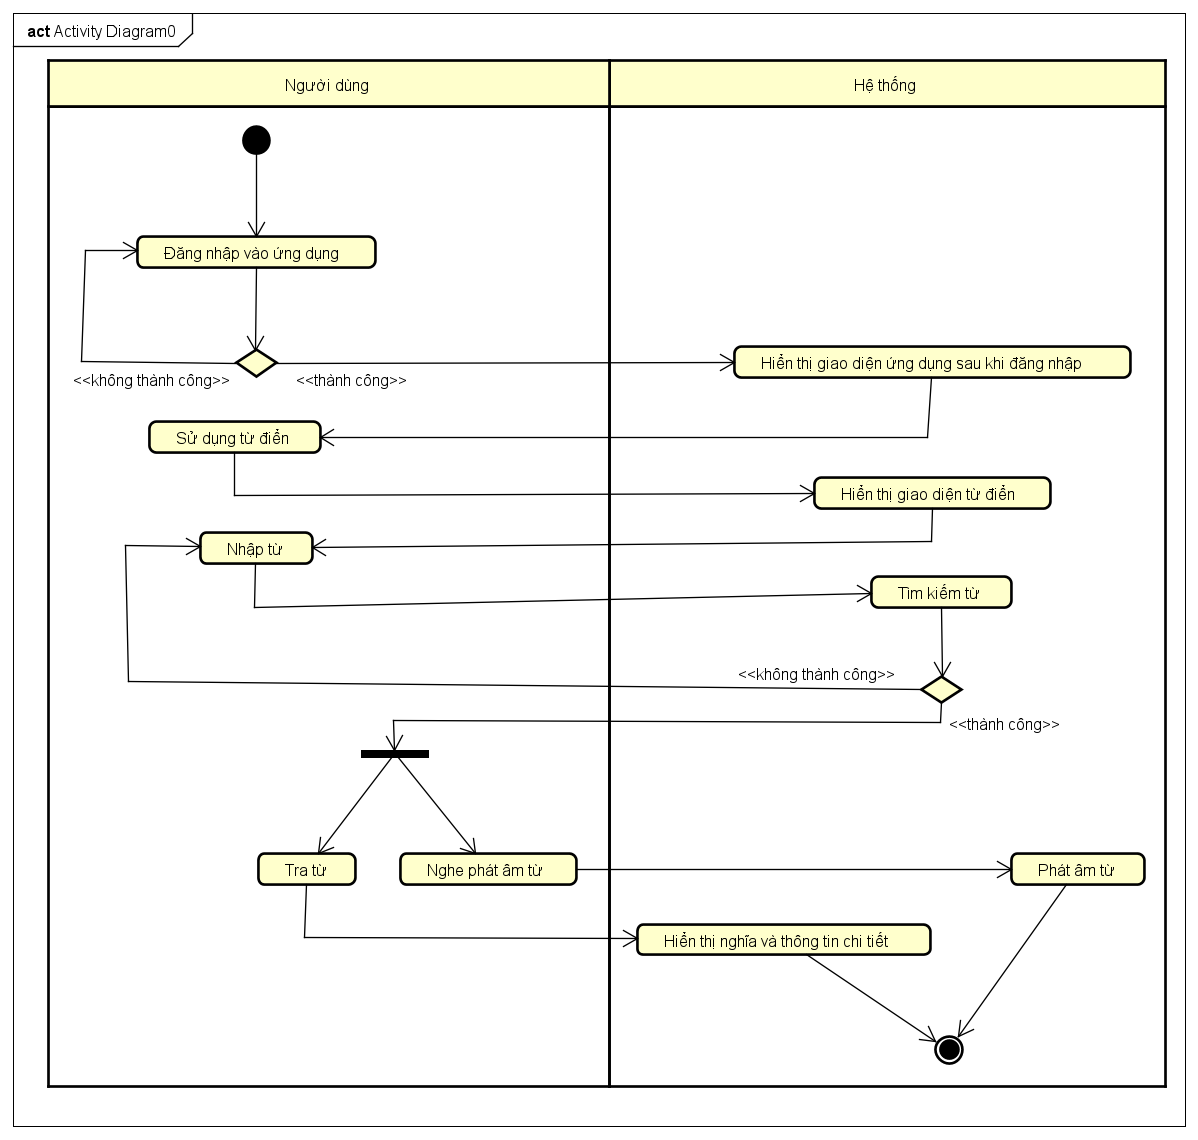 act Activity Diagram0
Người dùng
Hệ thống
Đăng nhập vào ứng dụng
Hiển thị giao diện ứng dụng sau khi đăng nhập
<<không thành công>>
<<thành công>>
Sử dụng từ điển
Hiển thị giao diện từ điển
Nhập từ
Tìm kiếm từ
<<không thành công>>
<<thành công>>
Tra từ
Nghe phát âm từ
Phát âm từ
Hiển thị nghĩa và thông tin chi tiết